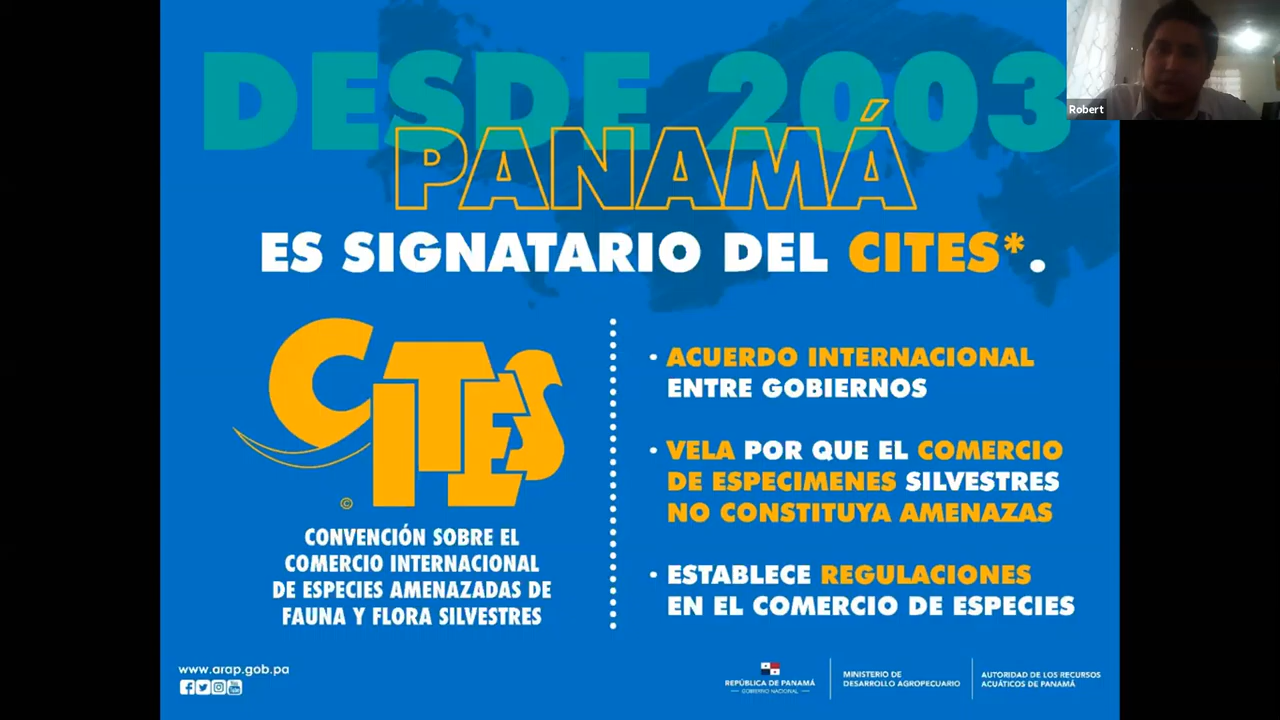 DESDE 2003
PANAMÁ
ES SIGNATARIO DEL CITES*.
CITES
©
CONVENCIÓN SOBRE EL
COMERCIO INTERNACIONAL
DE ESPECIES AMENAZADAS DE
FAUNA Y FLORA SILVESTRES
• ACUERDO INTERNACIONAL
ENTRE GOBIERNOS
• VELA POR QUE EL COMERCIO
DE ESPECIMENES SILVESTRES
NO CONSTITUYA AMENAZAS
• ESTABLECE REGULACIONES
EN EL COMERCIO DE ESPECIES
www.arap.gob.pa
REPÚBLICA DE PANAMÁ
— GOBIERNO NACIONAL —
MINISTERIO DE
DESARROLLO AGROPECUARIO
AUTORIDAD DE LOS RECURSOS
ACUÁTICOS DE PANAMÁ
Robert